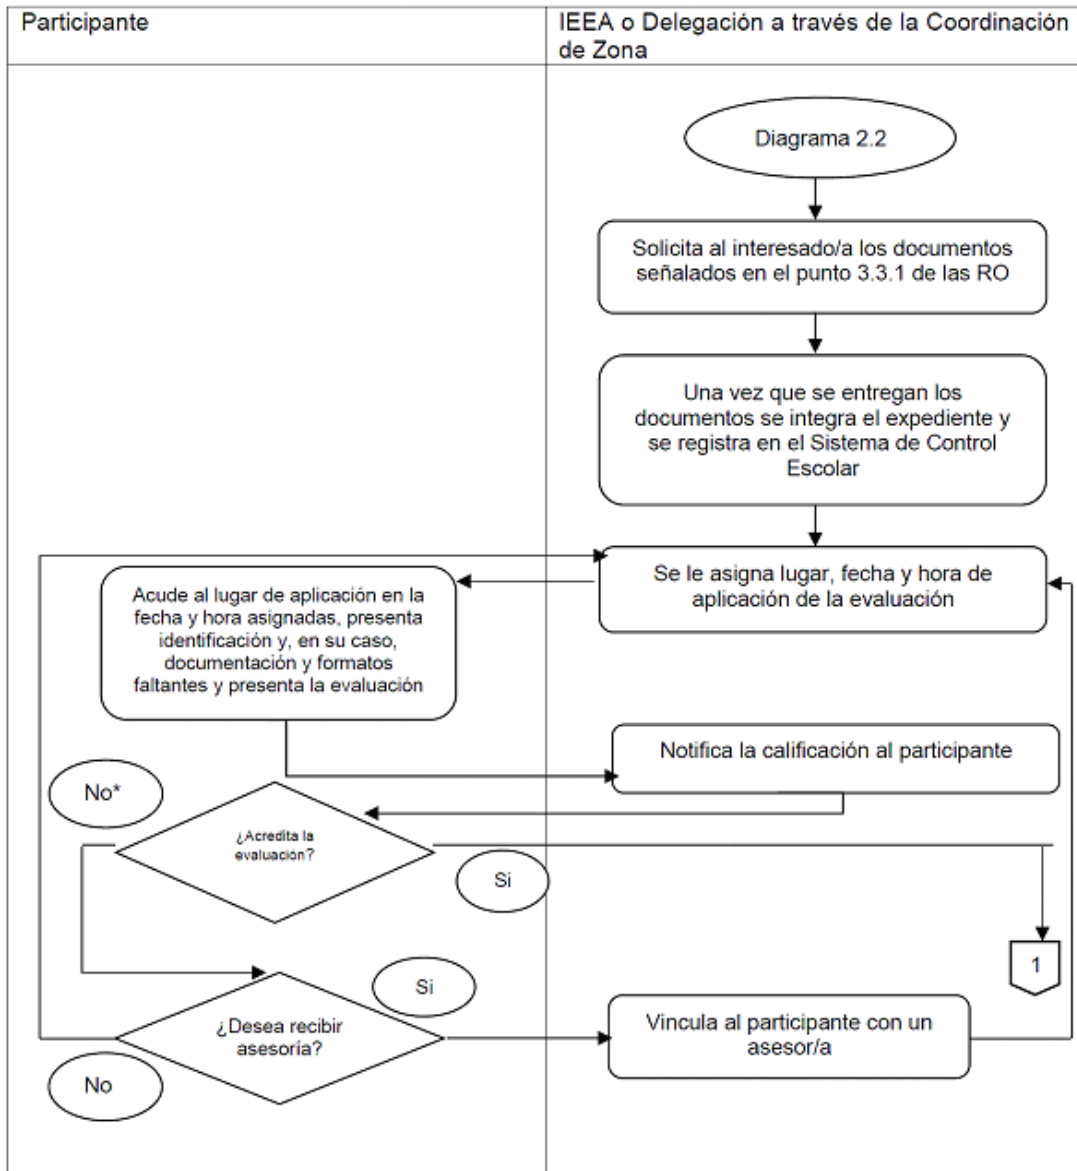 Participante
IEEA o Delegación a través de la Coordinación
de Zona
Diagrama 2.2
Solicita al interesado/a los documentos
señalados en el punto 3.3.1 de las RO
Una vez que se entregan los
documentos se integra el expediente y
se registra en el Sistema de Control
Escolar
Se le asigna lugar, fecha y hora de
aplicación de la evaluación
Acude al lugar de aplicación en la
fecha y hora asignadas, presenta
identificación y, en su caso,
documentación y formatos
faltantes y presenta la evaluación
Notifica la calificación al participante
No*
¿Acredita la
evaluación?
Si
1
Si
¿Desea recibir
asesoría?
No
Vincula al participante con un
asesor/a